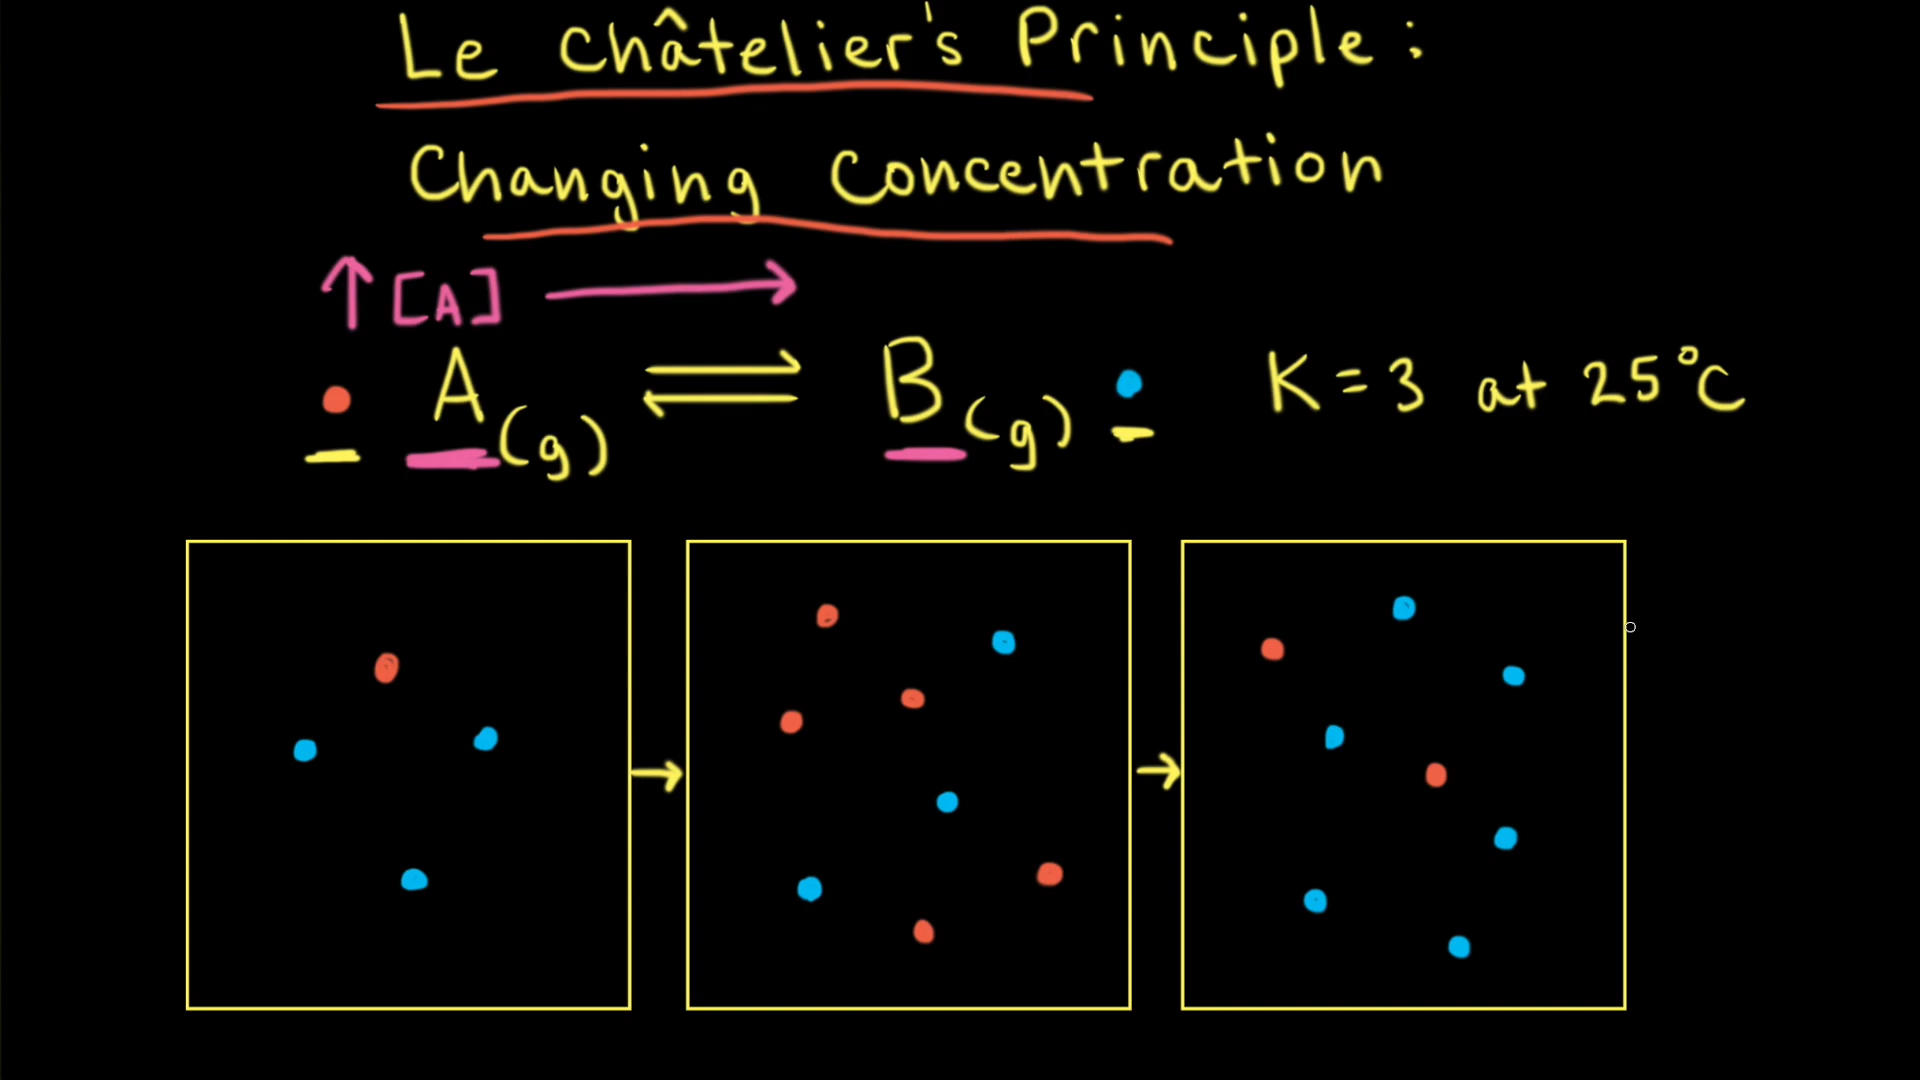 Le Châtelier's Principle:
Changing Concentration
↑ [A] →
A(g) ⇌ B(g) K = 3 at 25°C